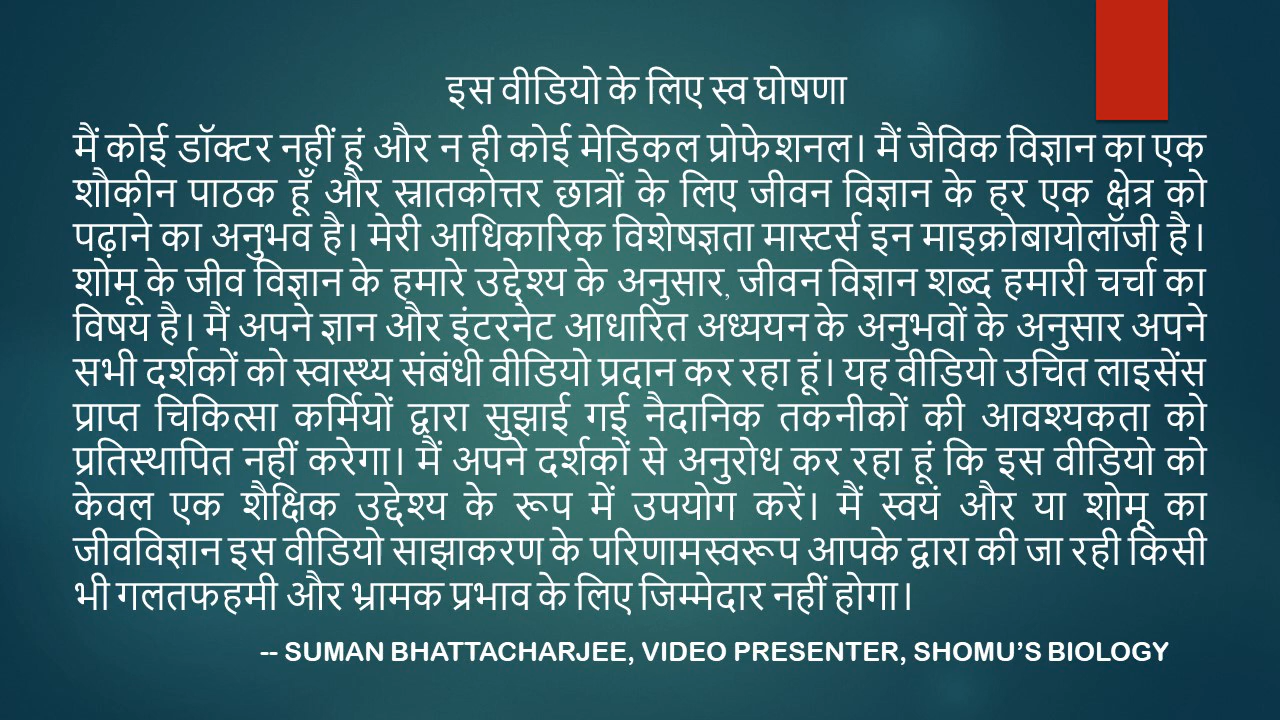 इस वीडियो के लिए स्व घोषणा
मैं कोई डॉक्टर नहीं हूं और न ही कोई मेडिकल प्रोफेशनल। मैं जैविक विज्ञान का एक
शौकीन पाठक हूँ और स्नातकोत्तर छात्रों के लिए जीवन विज्ञान के हर एक क्षेत्र को
पढ़ाने का अनुभव है। मेरी आधिकारिक विशेषज्ञता मास्टर्स इन माइक्रोबायोलॉजी है।
शोमू के जीव विज्ञान के हमारे उद्देश्य के अनुसार, जीवन विज्ञान शब्द हमारी चर्चा का
विषय है। मैं अपने ज्ञान और इंटरनेट आधारित अध्ययन के अनुभवों के अनुसार अपने
सभी दर्शकों को स्वास्थ्य संबंधी वीडियो प्रदान कर रहा हूं। यह वीडियो उचित लाइसेंस
प्राप्त चिकित्सा कर्मियों द्वारा सुझाई गई नैदानिक तकनीकों की आवश्यकता को
प्रतिस्थापित नहीं करेगा। मैं अपने दर्शकों से अनुरोध कर रहा हूं कि इस वीडियो को
केवल एक शैक्षिक उद्देश्य के रूप में उपयोग करें। मैं स्वयं और या शोमू का
जीवविज्ञान इस वीडियो साझाकरण के परिणामस्वरूप आपके द्वारा की जा रही किसी
भी गलतफहमी और भ्रामक प्रभाव के लिए जिम्मेदार नहीं होगा।
-- SUMAN BHATTACHARJEE, VIDEO PRESENTER, SHOMU’S BIOLOGY